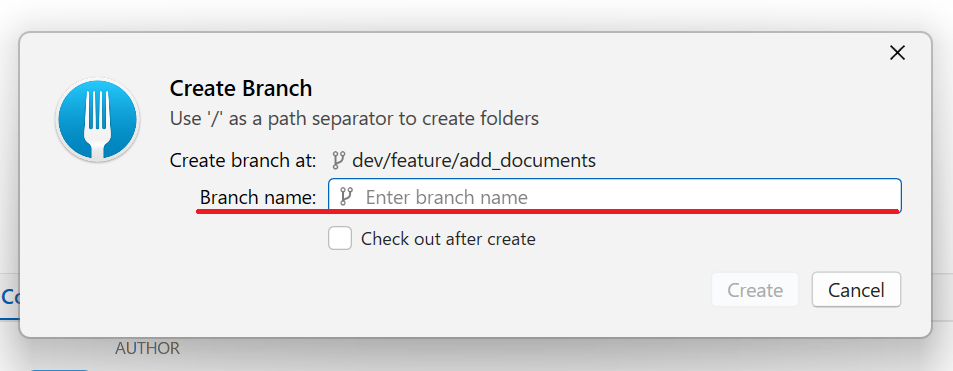 Create Branch
Use '/' as a path separator to create folders
Create branch at: dev/feature/add_documents
Branch name: Enter branch name
Check out after create
Create Cancel
Co
AUTHOR